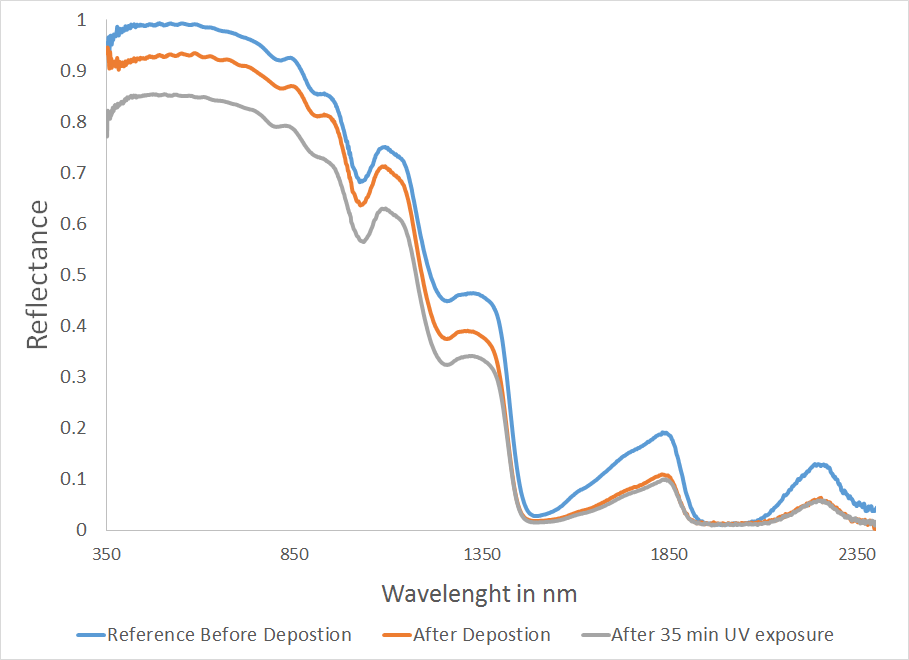 1
0.9
0.8
0.7
0.6
0.5
0.4
0.3
0.2
0.1
0
Reflectance
350 850 1350 1850 2350
Wavelenght in nm
Reference Before Depostion After Depostion After 35 min UV exposure